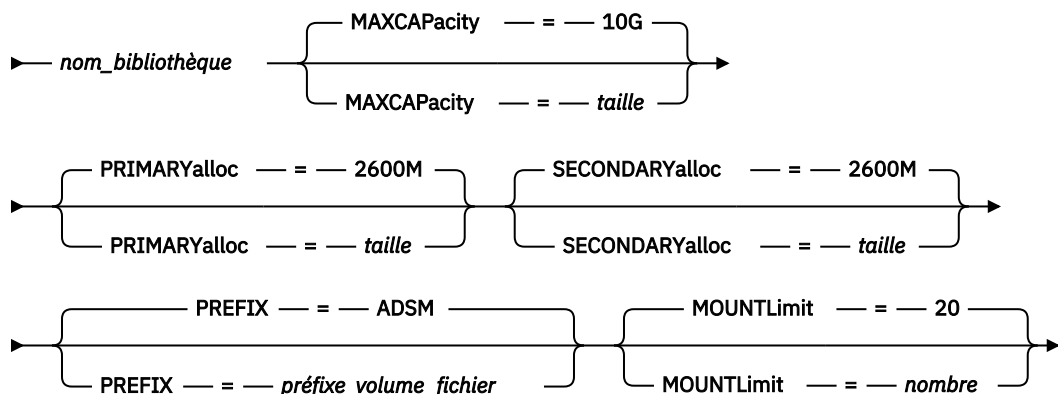 MAXCAPacity = 10G
nom_bibliothèque
MAXCAPacity = taille
PRIMARYalloc = 2600M SECONDARYalloc = 2600M
PRIMARYalloc = taille SECONDARYalloc = taille
PREFIX = ADSM MOUNTLimit = 20
PREFIX = préfixe_volume_fichier MOUNTLimit = nombre